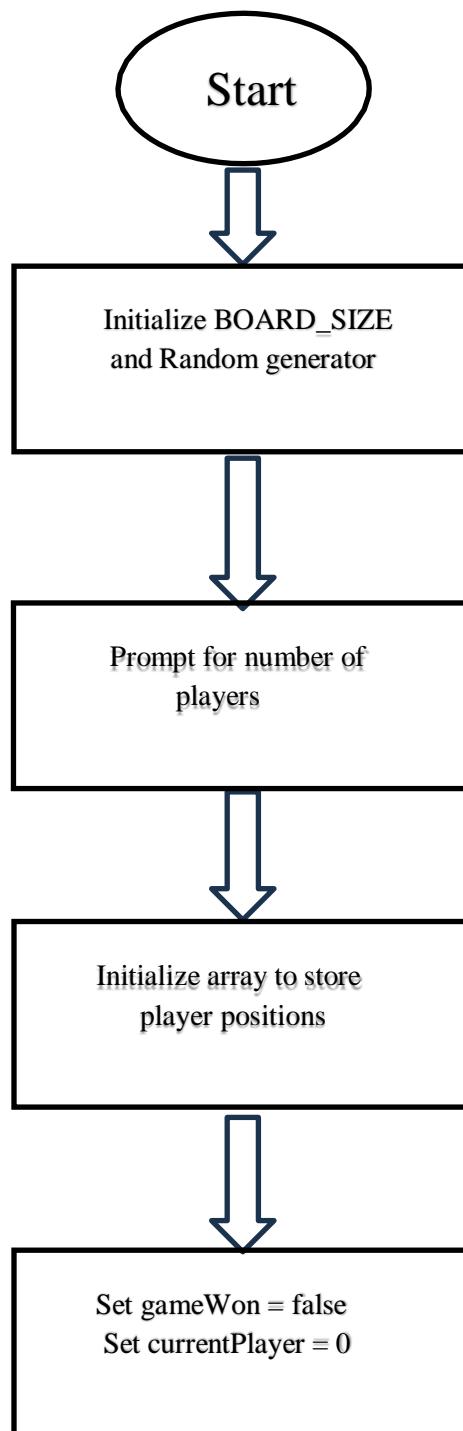 Start
Initialize BOARD_SIZE
and Random generator
Prompt for number of
players
Initialize array to store
player positions
Set gameWon = false
Set currentPlayer = 0